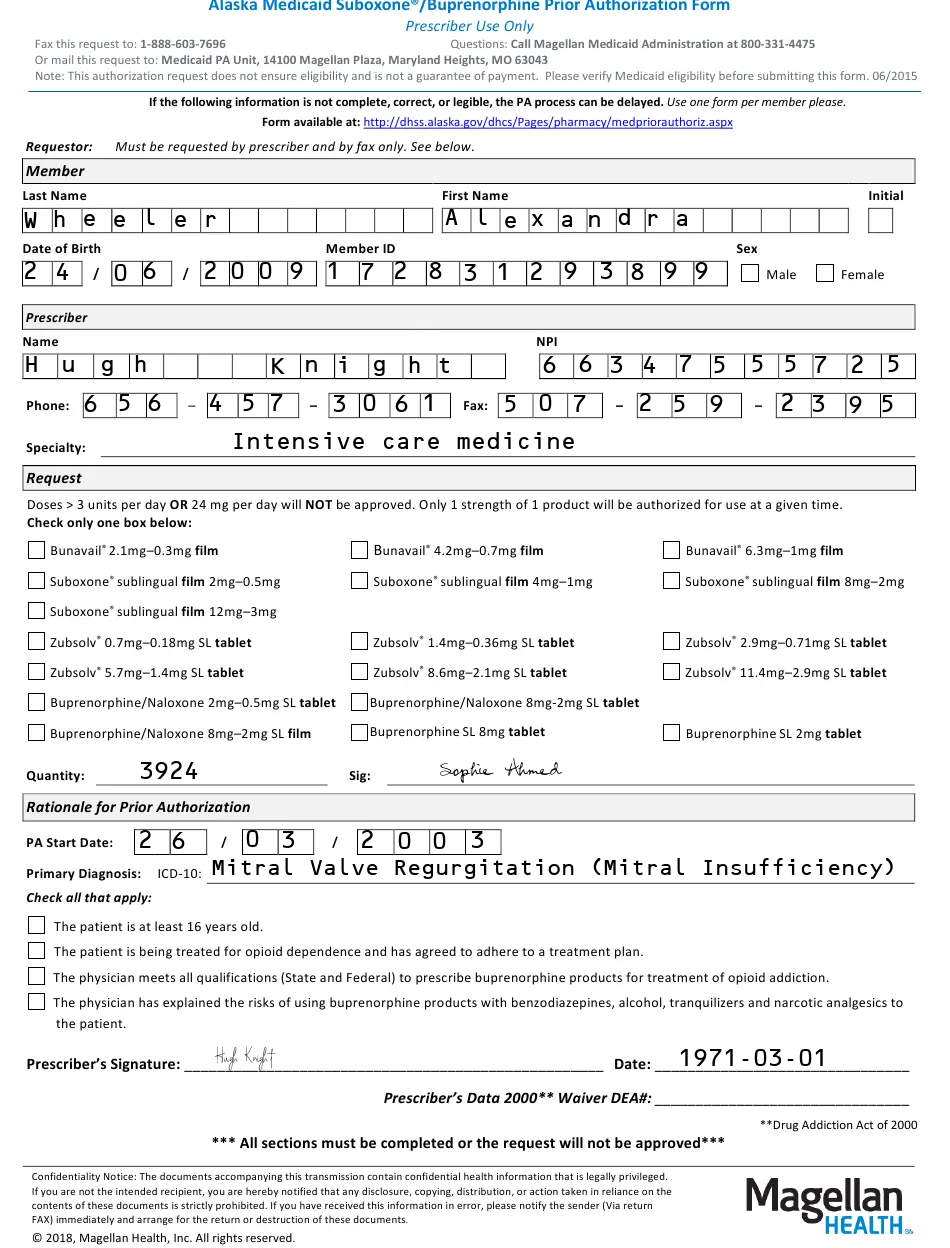 Alaska Medicaid Suboxone®/Buprenorphine Prior Authorization Form
Prescriber Use Only
Fax this request to: 1-888-603-7696 Questions: Call Magellan Medicaid Administration at 800-331-4475
Or mail this request to: Medicaid PA Unit, 14100 Magellan Plaza, Maryland Heights, MO 63043
Note: This authorization request does not ensure eligibility and is not a guarantee of payment. Please verify Medicaid eligibility before submitting this form. 06/2015
If the following information is not complete, correct, or legible, the PA process can be delayed. Use one form per member please.
Form available at: http://dhss.alaska.gov/dhcs/Pages/pharmacy/medpriorauthoriz.aspx
Requestor: Must be requested by prescriber and by fax only. See below.
Member
Last Name First Name Initial
Wheeler Alexandra
Date of Birth Member ID Sex
24 / 06 / 2009 17283129 3899 Male Female
Prescriber
Name NPI
Hugh Knight 6634755725 5
Phone: 656 - 457 - 3061 Fax: 507 - 259 - 2395
Specialty: Intensive care medicine
Request
Doses > 3 units per day OR 24 mg per day will NOT be approved. Only 1 strength of 1 product will be authorized for use at a given time.
Check only one box below:
Bunavail® 2.1mg–0.3mg film Bunavail® 4.2mg–0.7mg film Bunavail® 6.3mg–1mg film
Suboxone® sublingual film 2mg–0.5mg Suboxone® sublingual film 4mg–1mg Suboxone® sublingual film 8mg–2mg
Suboxone® sublingual film 12mg–3mg
Zubsolv® 0.7mg–0.18mg SL tablet Zubsolv® 1.4mg–0.36mg SL tablet Zubsolv® 2.9mg–0.71mg SL tablet
Zubsolv® 5.7mg–1.4mg SL tablet Zubsolv® 8.6mg–2.1mg SL tablet Zubsolv® 11.4mg–2.9mg SL tablet
Buprenorphine/Naloxone 2mg–0.5mg SL tablet Buprenorphine/Naloxone 8mg-2mg SL tablet
Buprenorphine/Naloxone 8mg–2mg SL film Buprenorphine SL 8mg tablet Buprenorphine SL 2mg tablet
Quantity: 3924 Sig: Sophie Ahmed
Rationale for Prior Authorization
PA Start Date: 26 / 03 / 2003
Primary Diagnosis: ICD-10: Mitral Valve Regurgitation (Mitral Insufficiency)
Check all that apply:
The patient is at least 16 years old.
The patient is being treated for opioid dependence and has agreed to adhere to a treatment plan.
The physician meets all qualifications (State and Federal) to prescribe buprenorphine products for treatment of opioid addiction.
The physician has explained the risks of using buprenorphine products with benzodiazepines, alcohol, tranquilizers and narcotic analgesics to
the patient.
Prescriber's Signature: Hugh Knight Date: 1971-03-01
Prescriber's Data 2000** Waiver DEA#:
**Drug Addiction Act of 2000
*** All sections must be completed or the request will not be approved***
Confidentiality Notice: The documents accompanying this transmission contain confidential health information that is legally privileged.
If you are not the intended recipient, you are hereby notified that any disclosure, copying, distribution, or action taken in reliance on the
contents of these documents is strictly prohibited. If you have received this information in error, please notify the sender (Via return
FAX) immediately and arrange for the return or destruction of these documents.
© 2018, Magellan Health, Inc. All rights reserved.
Magellan
HEALTH